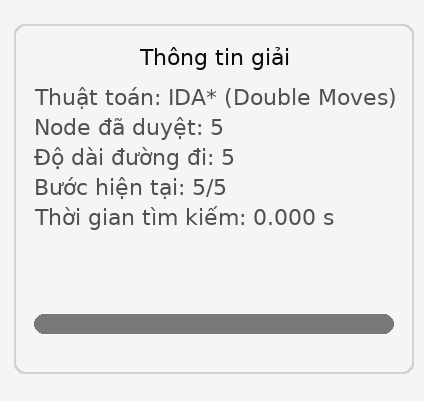 Thông tin giải
Thuật toán: IDA* (Double Moves)
Node đã duyệt: 5
Độ dài đường đi: 5
Bước hiện tại: 5/5
Thời gian tìm kiếm: 0.000 s